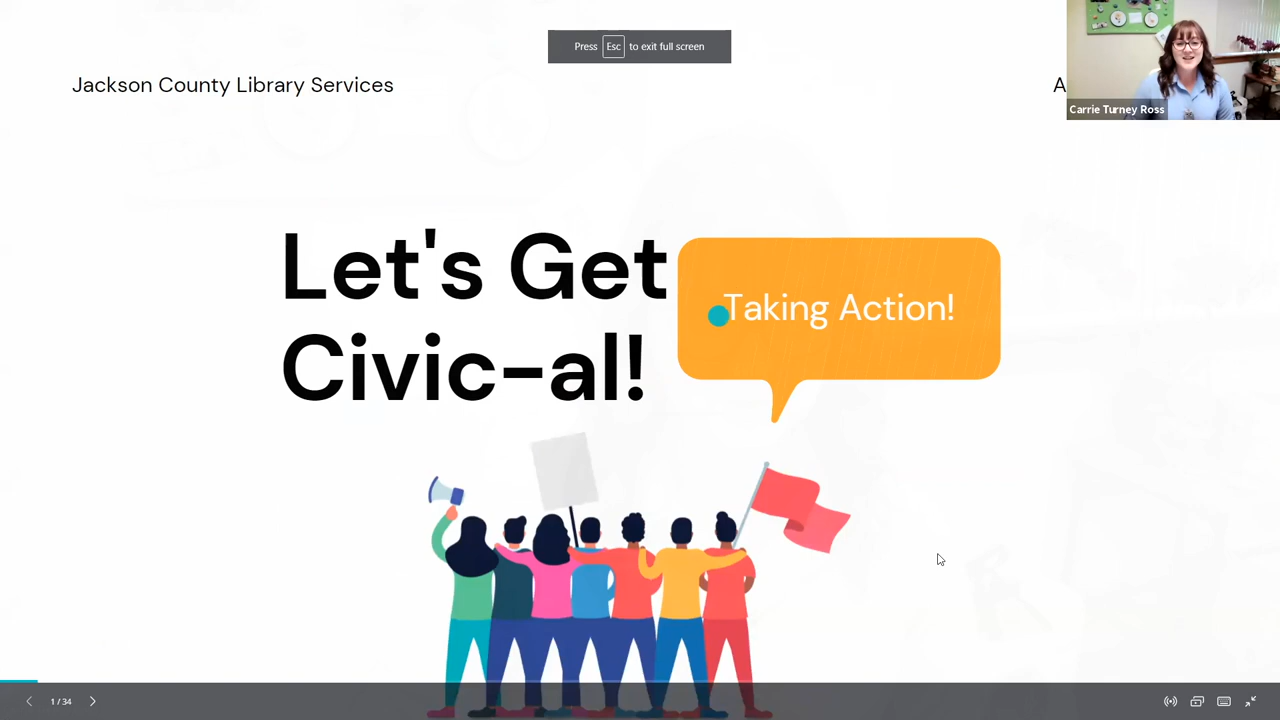 Press Esc to exit full screen
Jackson County Library Services
Carrie Turney Ross
Let's Get
Civic-al!
Taking Action!
1 / 34